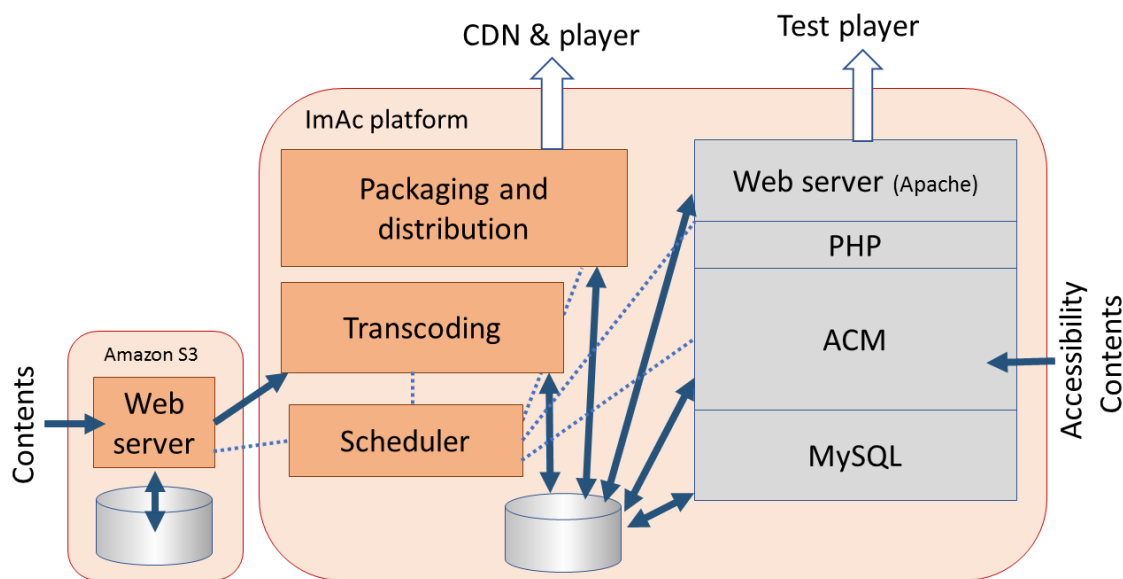 CDN & player
Test player
ImAc platform
Packaging and
distribution
Web server (Apache)
PHP
Transcoding
ACM
Accessibility
Contents
Amazon S3
Contents
Web
server
Scheduler
MySQL